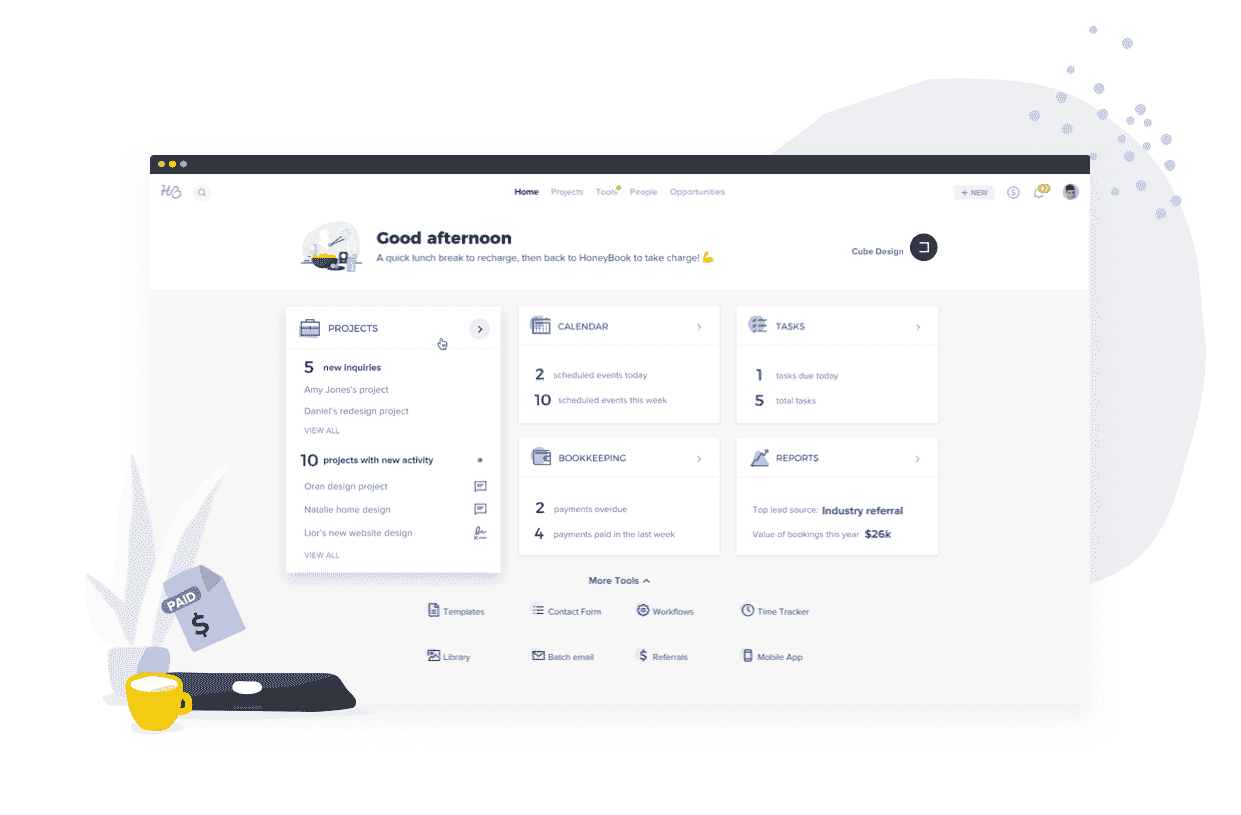 HB
Home Projects Tools People Opportunities
+ NEW
Good afternoon
A quick lunch break to recharge, then back to HoneyBook to take charge! 💪
Cube Design
PROJECTS
5 new inquiries
Amy Jones's project
Daniel's redesign project
VIEW ALL
10 projects with new activity
Oran design project
Natalie home design
Lior's new website design
VIEW ALL
CALENDAR
2 scheduled events today
10 scheduled events this week
TASKS
1 tasks due today
5 total tasks
BOOKKEEPING
2 payments overdue
4 payments paid in the last week
REPORTS
Top lead source: Industry referral
Value of bookings this year $26k
More Tools
Templates Contact Form Workflows Time Tracker
Library Batch email Referrals Mobile App
PAID
$